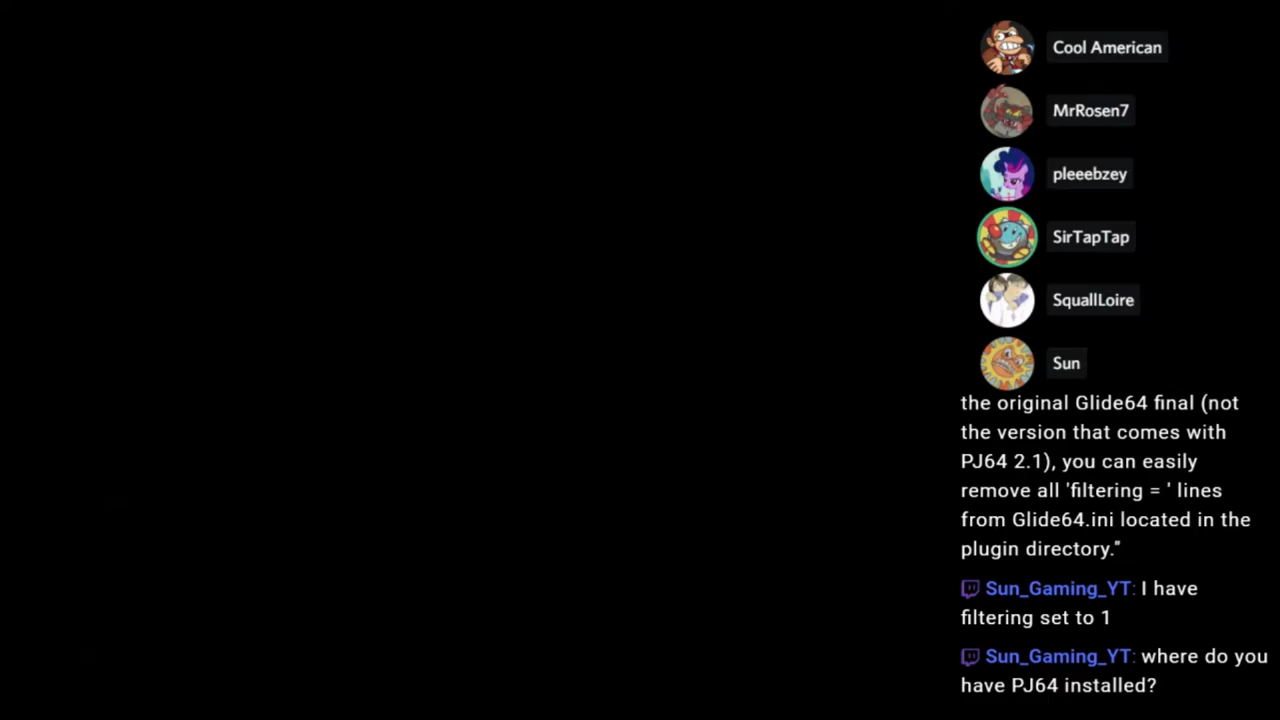 Cool American
MrRosen7
pleeebzey
SirTapTap
SquallLoire
Sun
the original Glide64 final (not
the version that comes with
PJ64 2.1), you can easily
remove all 'filtering = ' lines
from Glide64.ini located in the
plugin directory."
Sun_Gaming_YT: I have
filtering set to 1
Sun_Gaming_YT: where do you
have PJ64 installed?